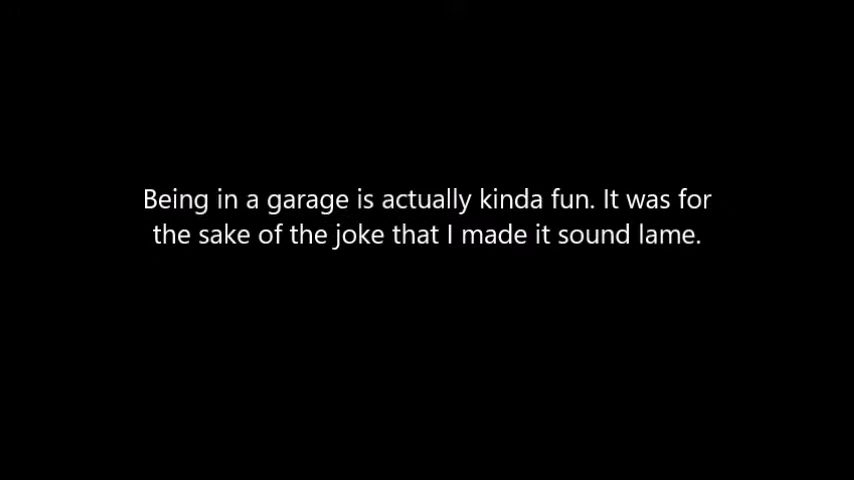 Being in a garage is actually kinda fun. It was for
the sake of the joke that I made it sound lame.